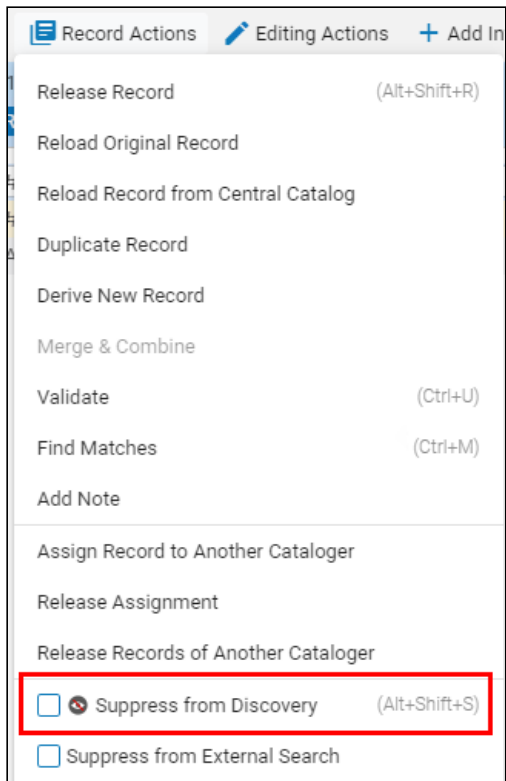 Record Actions Editing Actions + Add In
Release Record (Alt+Shift+R)
Reload Original Record
Reload Record from Central Catalog
Duplicate Record
Derive New Record
Merge & Combine
Validate (Ctrl+U)
Find Matches (Ctrl+M)
Add Note
Assign Record to Another Cataloger
Release Assignment
Release Records of Another Cataloger
Suppress from Discovery (Alt+Shift+S)
Suppress from External Search